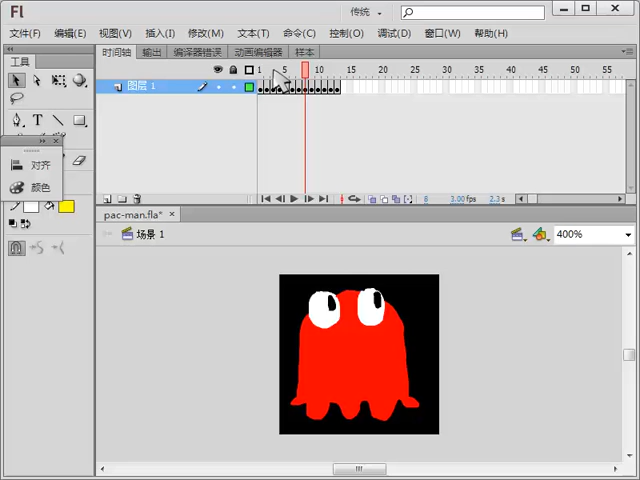 Fl
传统
文件(F) 编辑(E) 视图(V) 插入(I) 修改(M) 文本(T) 命令(C) 控制(O) 调试(D) 窗口(W) 帮助(H)
时间轴 输出 编译器错误 动画编辑器 样本
工具
1 5 10 15 20 25 30 35 40 45 50 55
图层 1
T
对齐
颜色
8 3.00fps 2.3s
pac-man.fla*
场景 1
400%